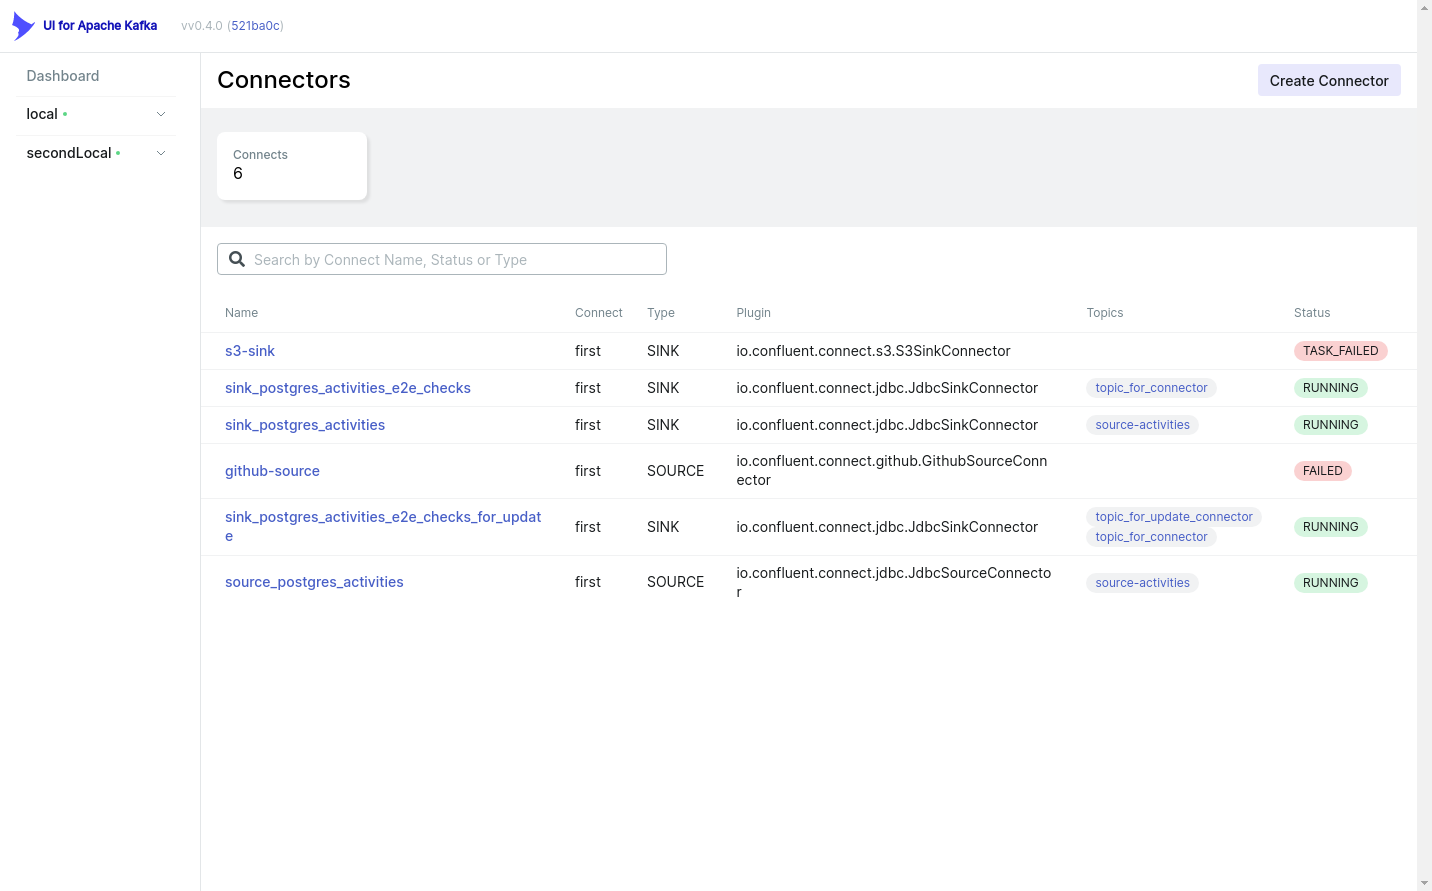 UI for Apache Kafka vv0.4.0 (521ba0c)
Dashboard
local
secondLocal
Connectors
Create Connector
Connects
6
Search by Connect Name, Status or Type
Name Connect Type Plugin Topics Status
s3-sink first SINK io.confluent.connect.s3.S3SinkConnector TASK_FAILED
sink_postgres_activities_e2e_checks first SINK io.confluent.connect.jdbc.JdbcSinkConnector topic_for_connector RUNNING
sink_postgres_activities first SINK io.confluent.connect.jdbc.JdbcSinkConnector source-activities RUNNING
github-source first SOURCE io.confluent.connect.github.GithubSourceConn
ector FAILED
sink_postgres_activities_e2e_checks_for_updat
e first SINK io.confluent.connect.jdbc.JdbcSinkConnector topic_for_update_connector
topic_for_connector RUNNING
source_postgres_activities first SOURCE io.confluent.connect.jdbc.JdbcSourceConnecto
r source-activities RUNNING